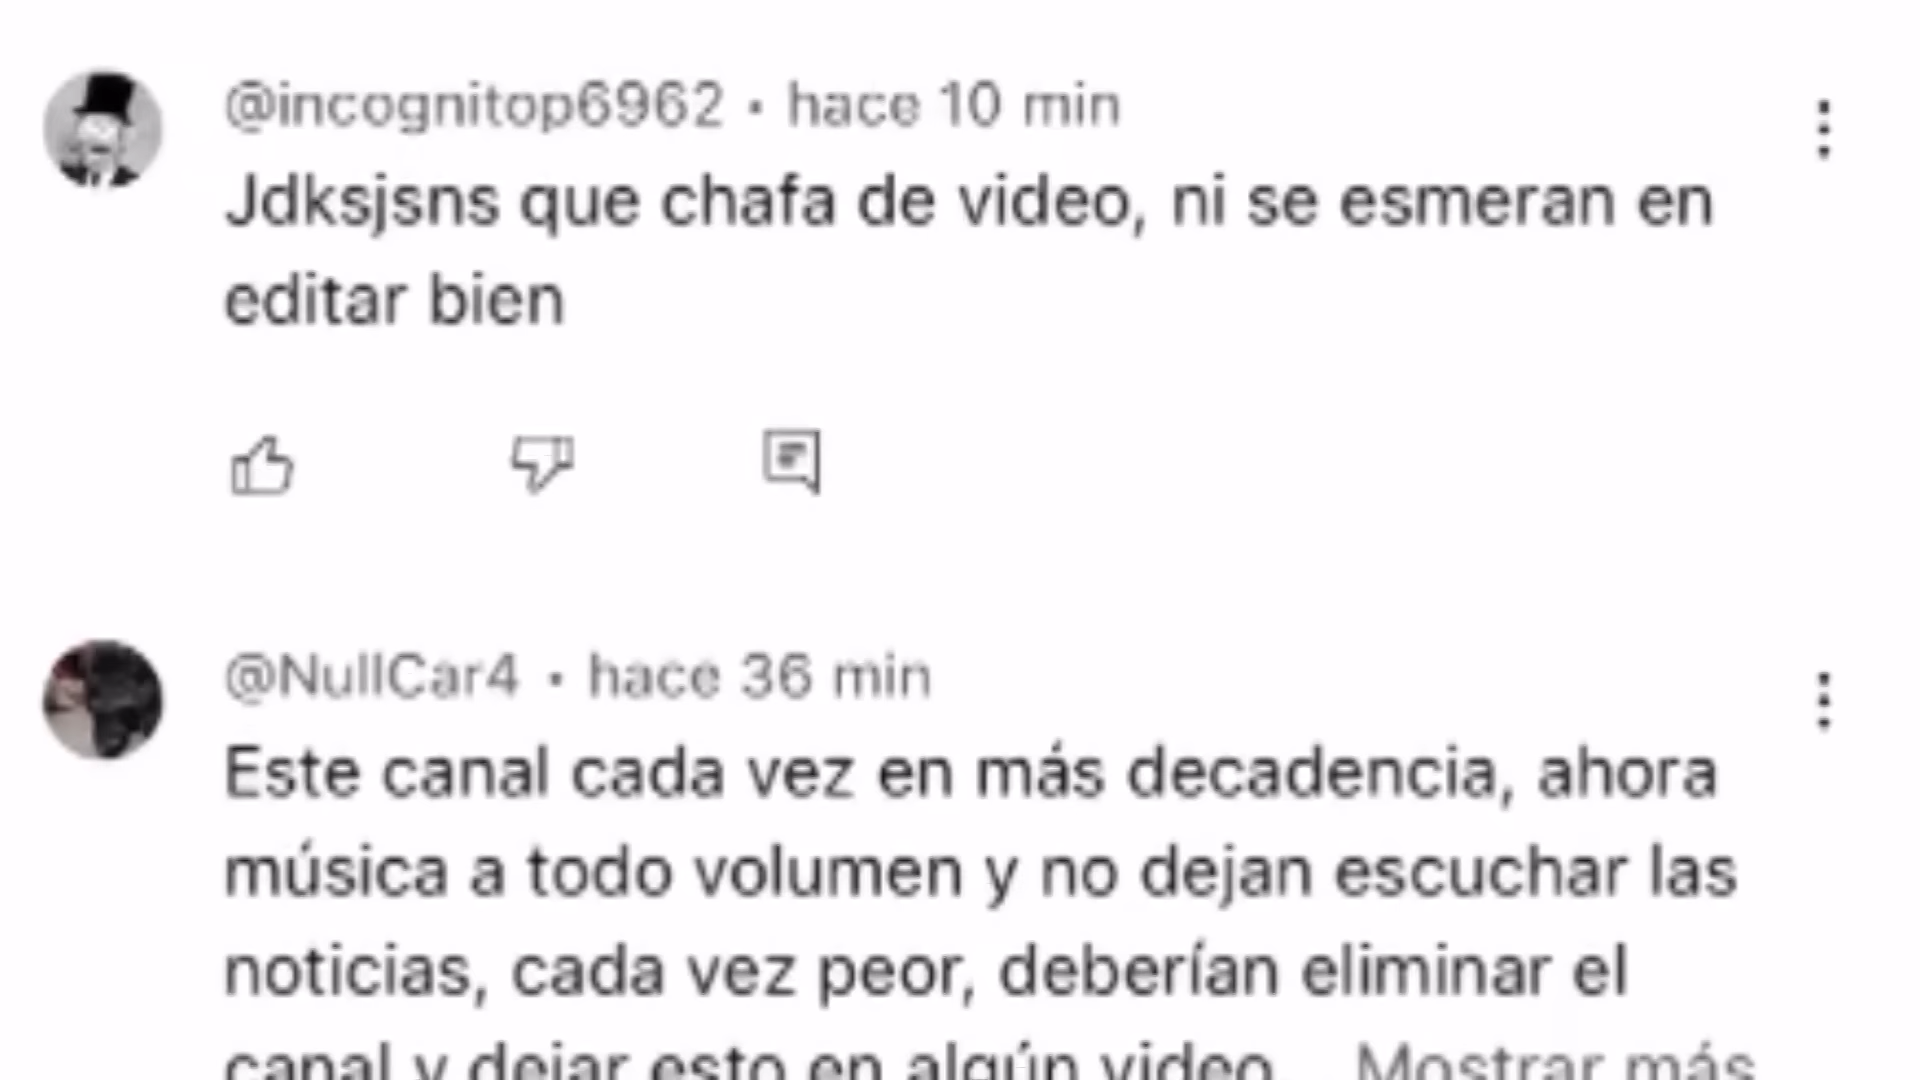 @incognitop6962 · hace 10 min
Jdksjsns que chafa de video, ni se esmeran en
editar bien
@NullCar4 · hace 36 min
Este canal cada vez en más decadencia, ahora
música a todo volumen y no dejan escuchar las
noticias, cada vez peor, deberían eliminar el
canal y dejar esto en algún video. Mostrar más